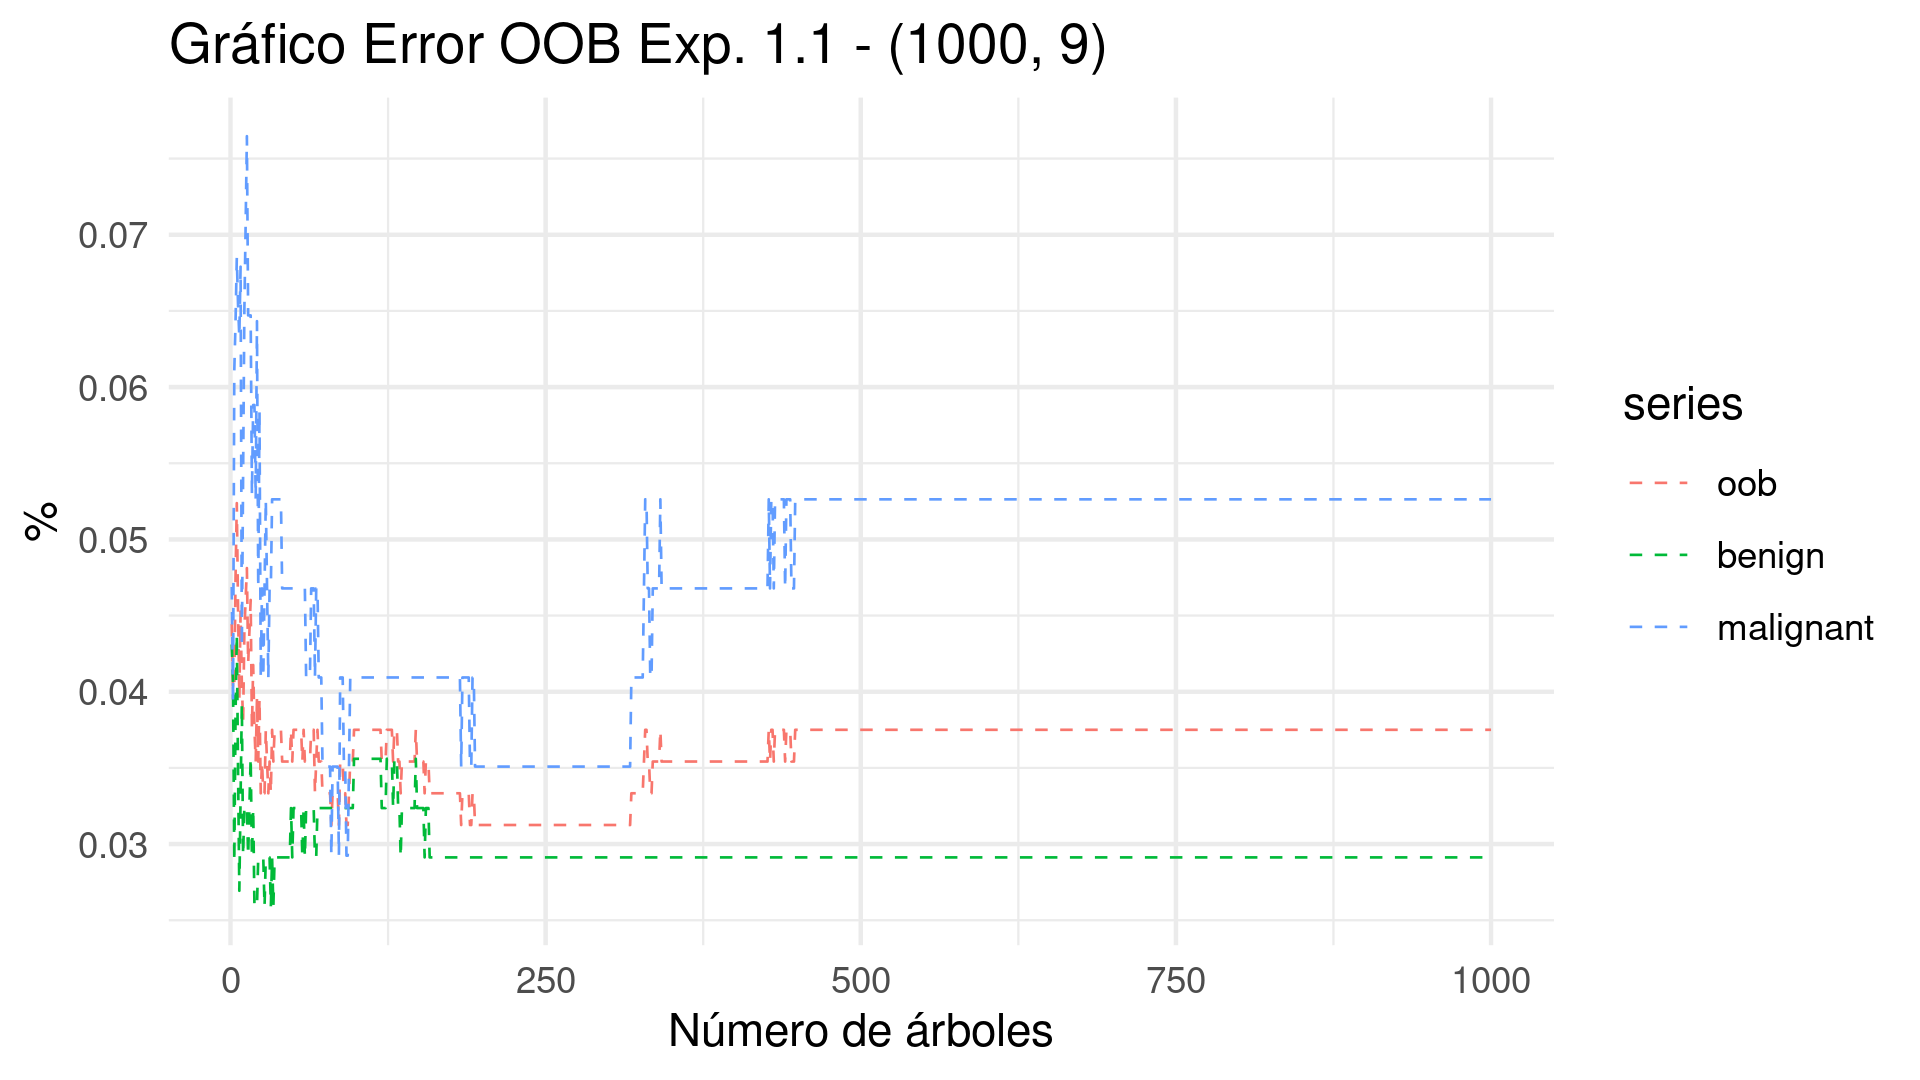 Gráfico Error OOB Exp. 1.1 - (1000, 9)
%
0.07
0.06
0.05
0.04
0.03
0 250 500 750 1000
Número de árboles
series
oob
benign
malignant